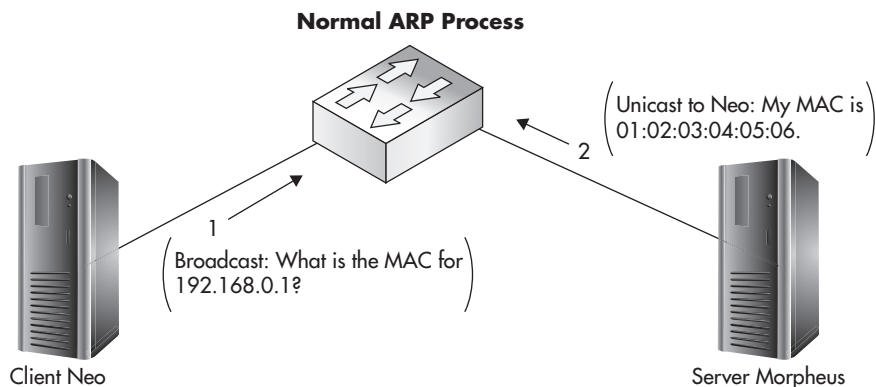 Normal ARP Process
Unicast to Neo: My MAC is
01:02:03:04:05:06.
2
1
Broadcast: What is the MAC for
192.168.0.1?
Client Neo
Server Morpheus